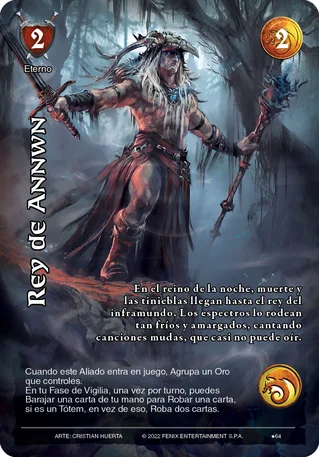 2
2
Eterno
Rey de Annwn
En el reino de la noche, muerte y
las tinieblas llegan hasta el rey del
inframundo. Los espectros lo rodean
tan fríos y amargados, cantando
canciones mudas, que casi no puede oir.
Cuando este Aliado entra en juego, Agrupa un Oro
que controles.
En tu Fase de Vigilia, una vez por turno, puedes
Barajar una carta de tu mano para Robar una carta,
si es un Tótem, en vez de eso, Roba dos cartas.
ARTE: CRISTIAN HUERTA
© 2022 FENIX ENTERTAINMENT S.P.A.
★64